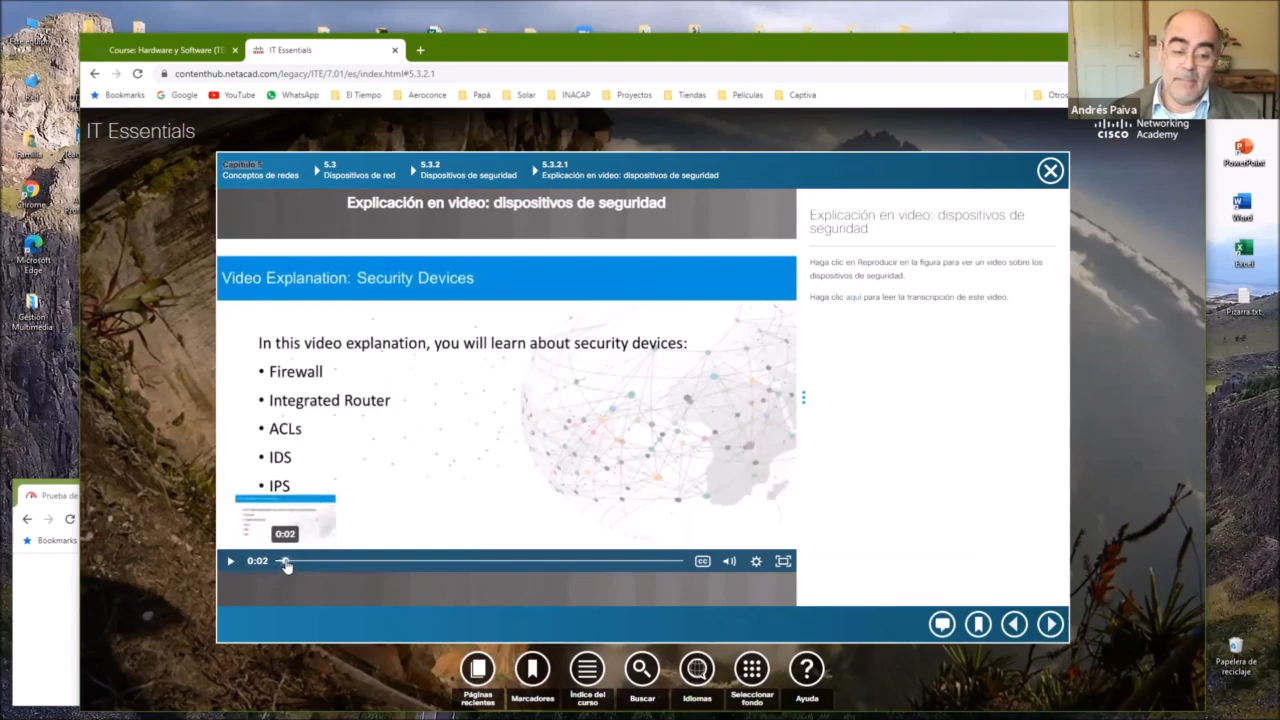 Course: Hardware y Software (TI
IT Essentials
contenthub.netacad.com/legacy/ITE/7.01/es/index.html#5.3.2.1
Bookmarks
Google
YouTube
WhatsApp
El Tiempo
Aeroconce
Papá
Solar
INACAP
Proyectos
Tiendas
Películas
Captiva
Otros
Andrés Paiva
IT Essentials
CISCO
Networking
Academy
Capítulo 5
Conceptos de redes
5.3
Dispositivos de red
5.3.2
Dispositivos de seguridad
5.3.2.1
Explicación en video: dispositivos de seguridad
Explicación en video: dispositivos de seguridad
Video Explanation: Security Devices
In this video explanation, you will learn about security devices:
• Firewall
• Integrated Router
• ACLs
• IDS
• IPS
0:02
0:02
CC
Explicación en video: dispositivos de
seguridad
Haga clic en Reproducir en la figura para ver un video sobre los
dispositivos de seguridad.
Haga clic aquí para leer la transcripción de este video.
Páginas
recientes
Marcadores
Índice del
curso
Buscar
Idiomas
Seleccionar
fondo
Ayuda
Red
Familia
Chrome
Microsoft
Edge
Gestión
Multimedia
Prueba de
Bookmarks
PowerPoint
Word
Excel
Pizarra.txt
Papelera de
reciclaje